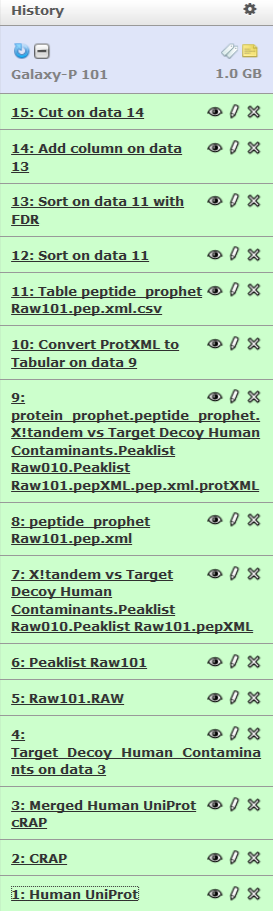 History
Galaxy-P 101
1.0 GB
15: Cut on data 14
14: Add column on data
13
13: Sort on data 11 with
FDR
12: Sort on data 11
11: Table peptide_prophet
Raw101.pep.xml.csv
10: Convert ProtXML to
Tabular on data 9
9:
protein_prophet.peptide_prophet.
X!tandem vs Target Decoy Human
Contaminants.Peaklist
Raw010.Peaklist
Raw101.pepXML.pep.xml.protXML
8: peptide_prophet
Raw101.pep.xml
7: X!tandem vs Target
Decoy Human
Contaminants.Peaklist
Raw010.Peaklist Raw101.pepXML
6: Peaklist Raw101
5: Raw101.RAW
4:
Target_Decoy_Human_Contamina
nts on data 3
3: Merged Human UniProt
cRAP
2: CRAP
1: Human UniProt